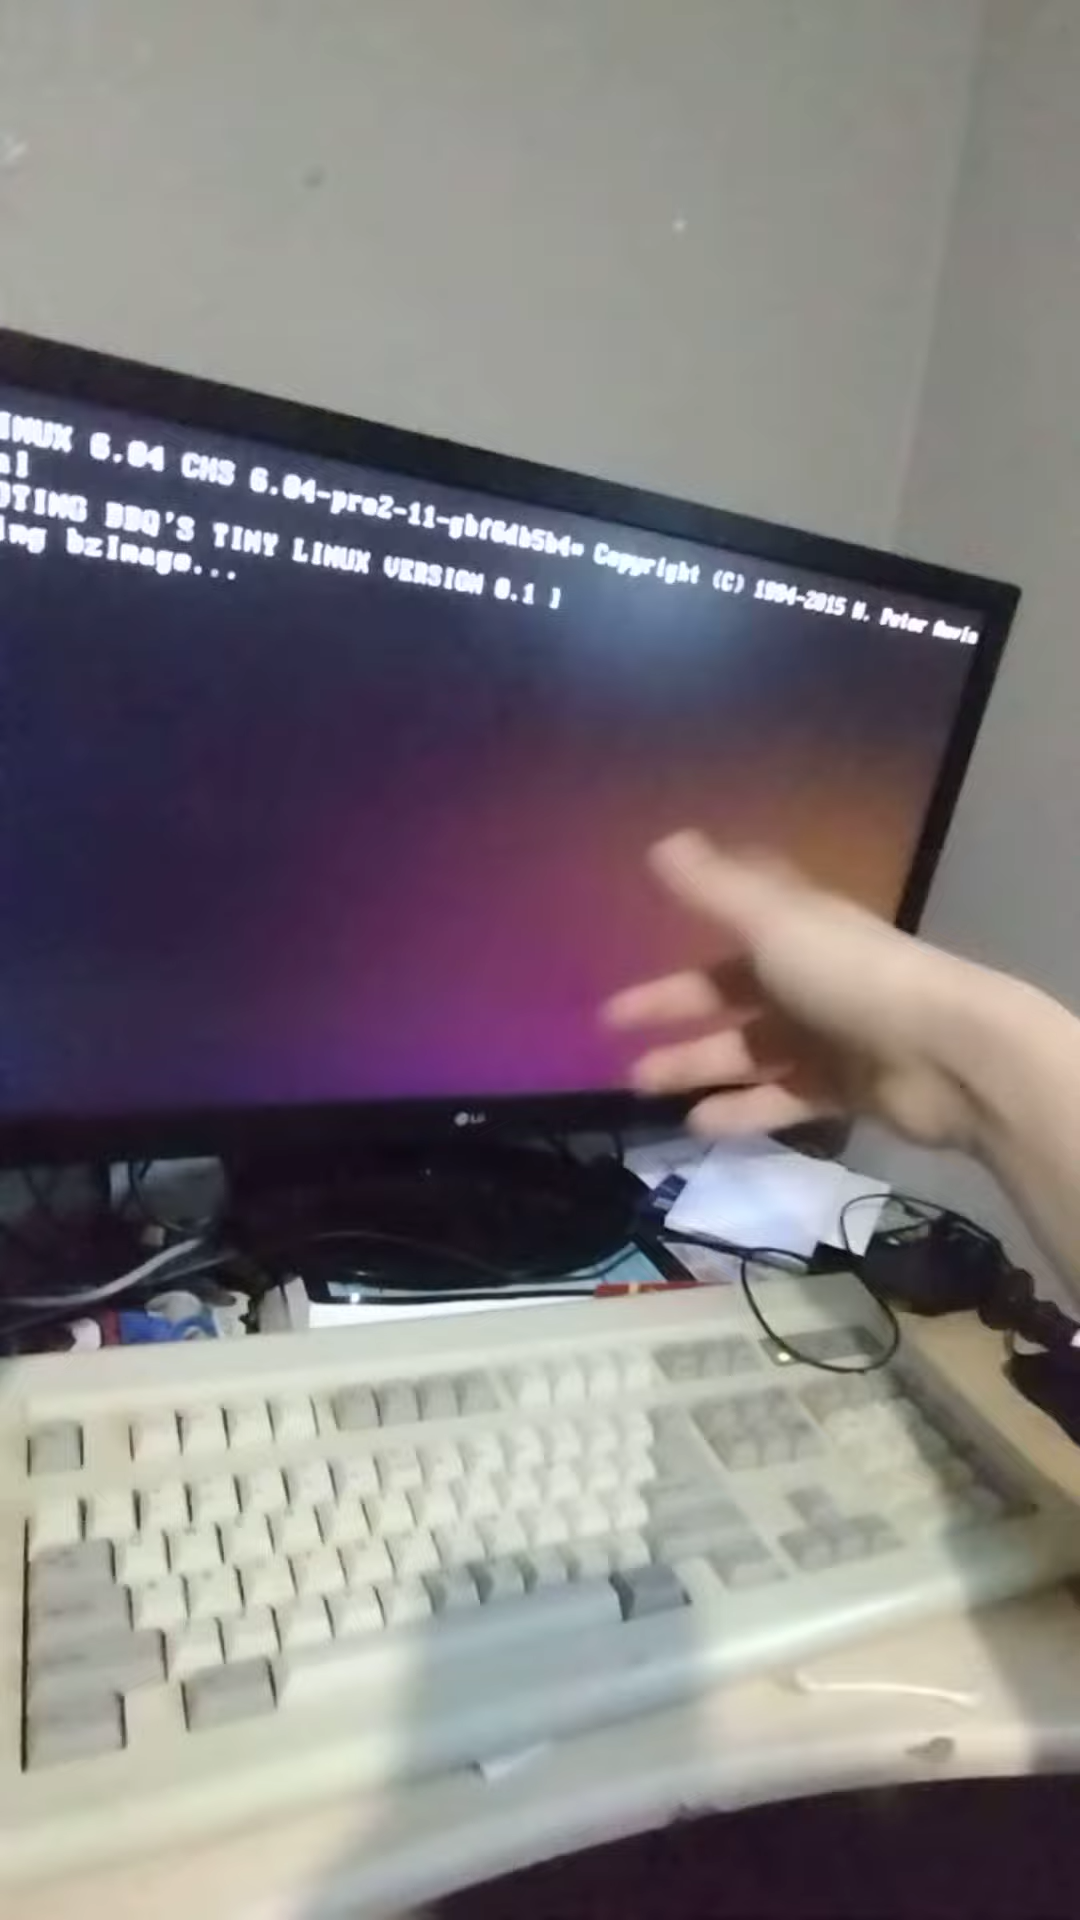 INUX 6.04 CHS 6.04-pre2-11-gbf6db5b4 Copyright (C) 1994-2015 H. Peter Anvin
al
OTING BBQ'S TINY LINUX VERSION 0.1 ]
ing bzImage...
LG